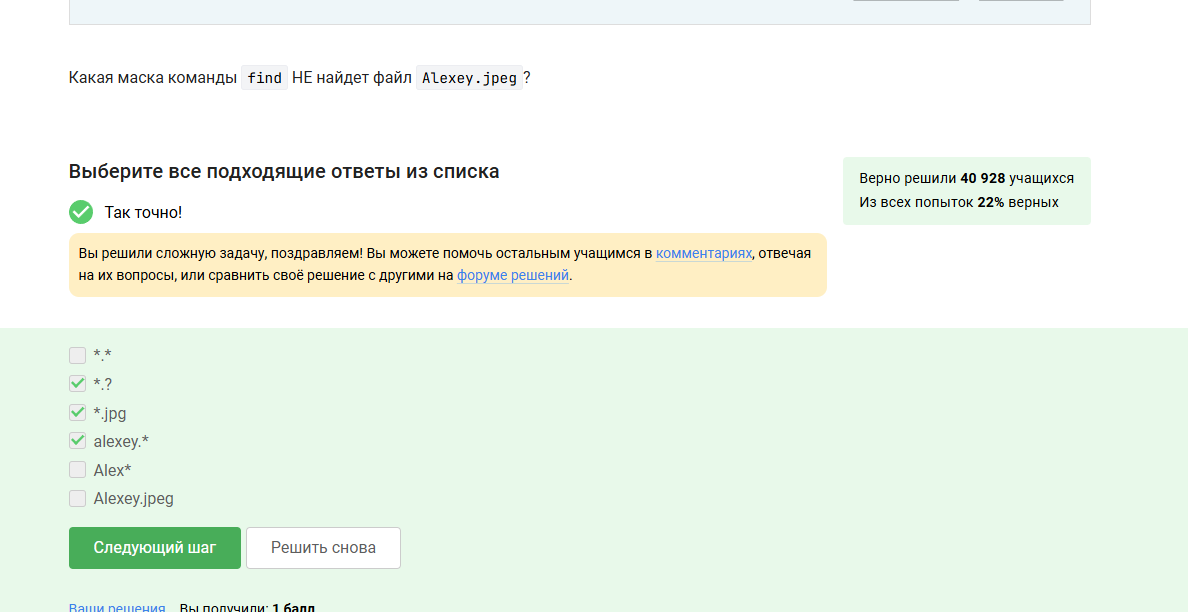 Какая маска команды find НЕ найдет файл Alexey.jpeg?
Выберите все подходящие ответы из списка
Верно решили 40 928 учащихся
Из всех попыток 22% верных
Так точно!
Вы решили сложную задачу, поздравляем! Вы можете помочь остальным учащимся в комментариях, отвечая
на их вопросы, или сравнить своё решение с другими на форуме решений.
*.*
*.?
*.jpg
alexey.*
Alex*
Alexey.jpeg
Следующий шаг
Решить снова
Ваши решения Вы получили: 1 балл